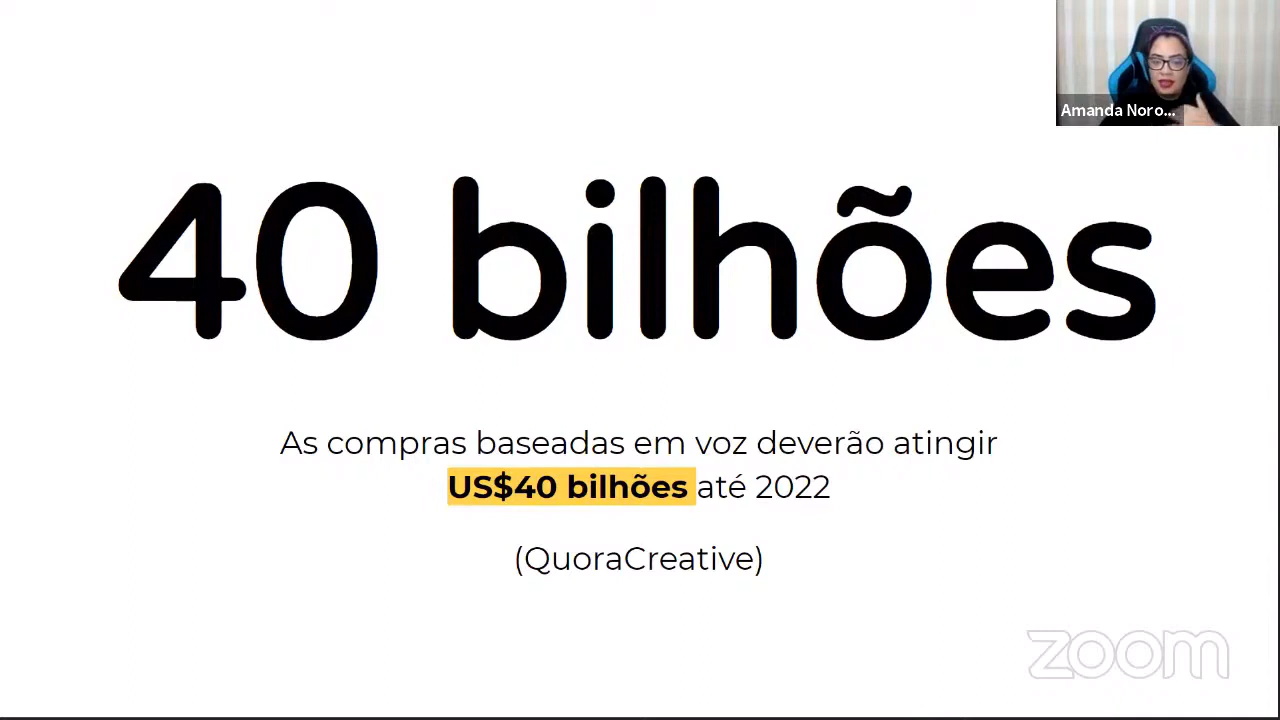 Amanda Noro...
40 bilhões
As compras baseadas em voz deverão atingir
US$40 bilhões até 2022
(QuoraCreative)
zoom